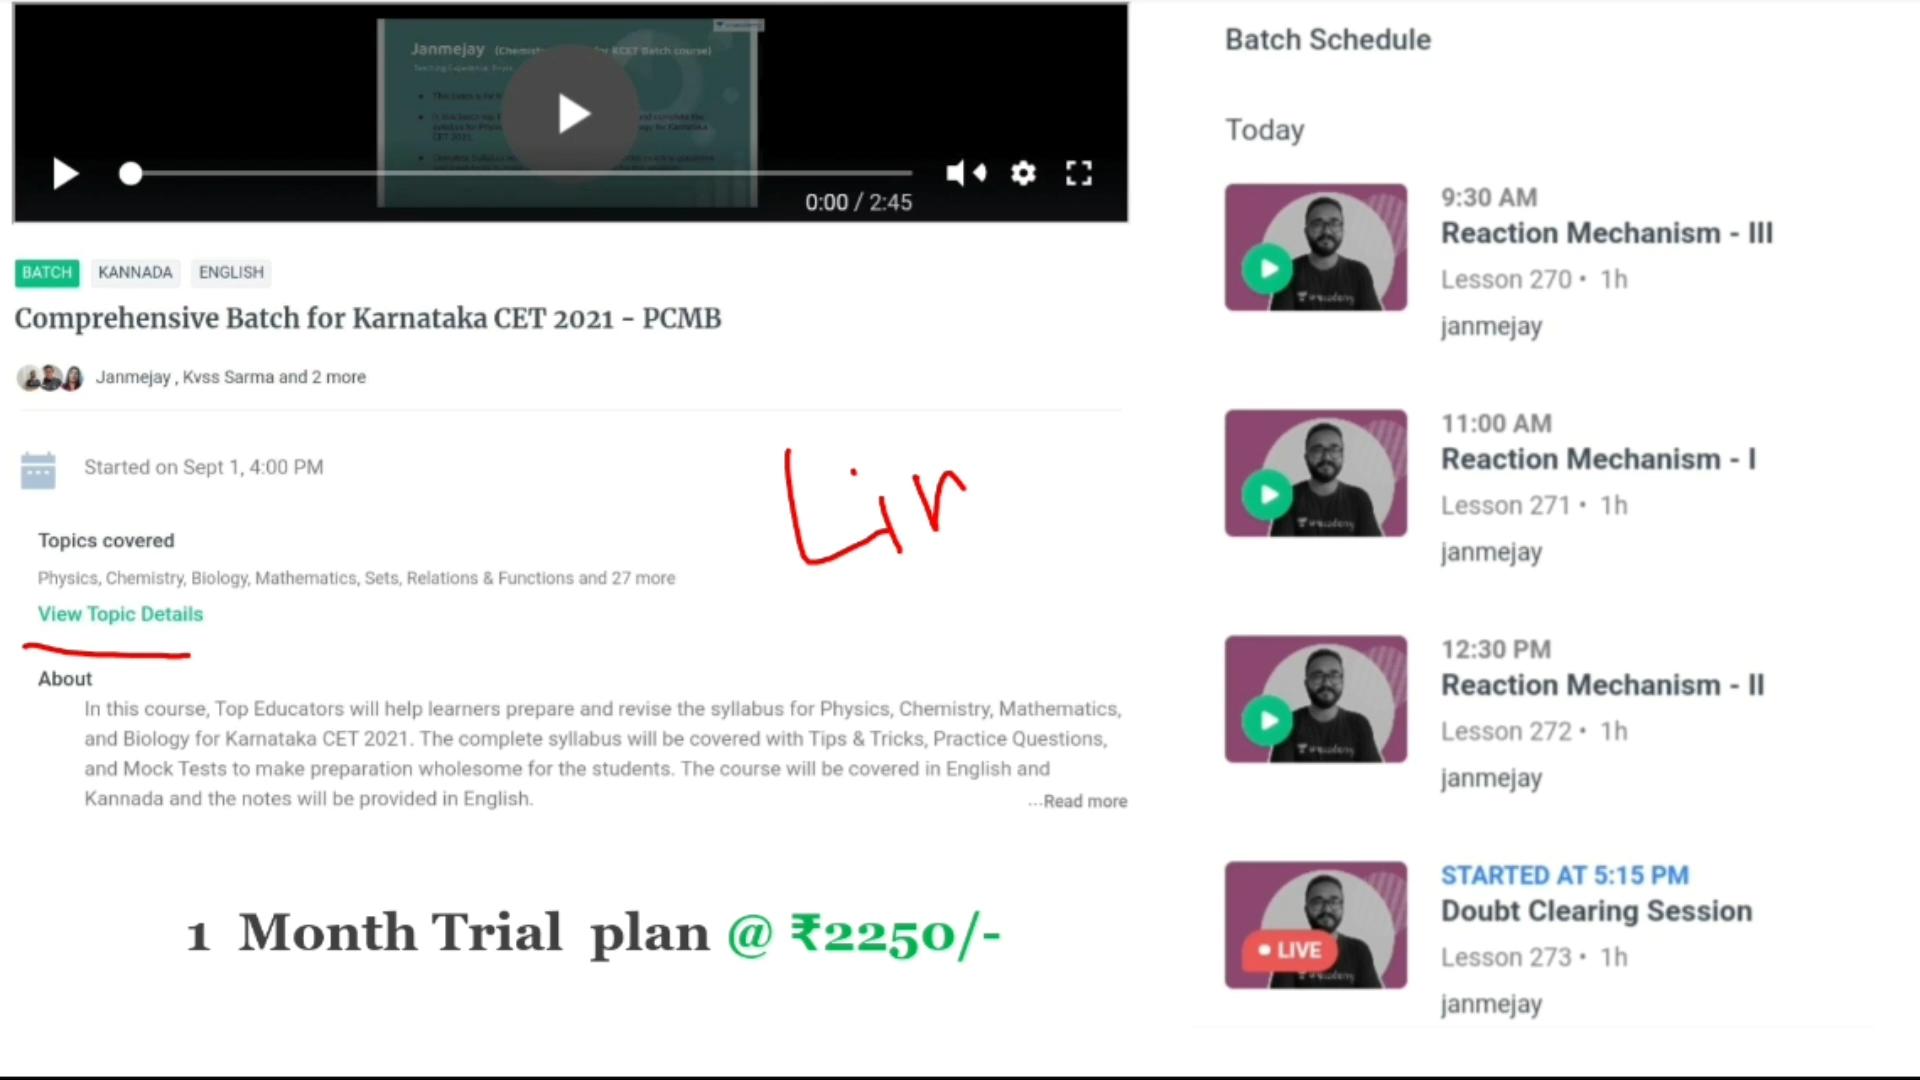 Janmejay
0:00 / 2:45
BATCH KANNADA ENGLISH
Comprehensive Batch for Karnataka CET 2021 - PCMB
Janmejay , Kvss Sarma and 2 more
Started on Sept 1, 4:00 PM
Lin
Topics covered
Physics, Chemistry, Biology, Mathematics, Sets, Relations & Functions and 27 more
View Topic Details
About
In this course, Top Educators will help learners prepare and revise the syllabus for Physics, Chemistry, Mathematics,
and Biology for Karnataka CET 2021. The complete syllabus will be covered with Tips & Tricks, Practice Questions,
and Mock Tests to make preparation wholesome for the students. The course will be covered in English and
Kannada and the notes will be provided in English.
...Read more
1 Month Trial plan @ ₹2250/-
Batch Schedule
Today
9:30 AM
Reaction Mechanism - III
Lesson 270 • 1h
janmejay
11:00 AM
Reaction Mechanism - I
Lesson 271 • 1h
janmejay
12:30 PM
Reaction Mechanism - II
Lesson 272 • 1h
janmejay
STARTED AT 5:15 PM
Doubt Clearing Session
LIVE
Lesson 273 • 1h
janmejay